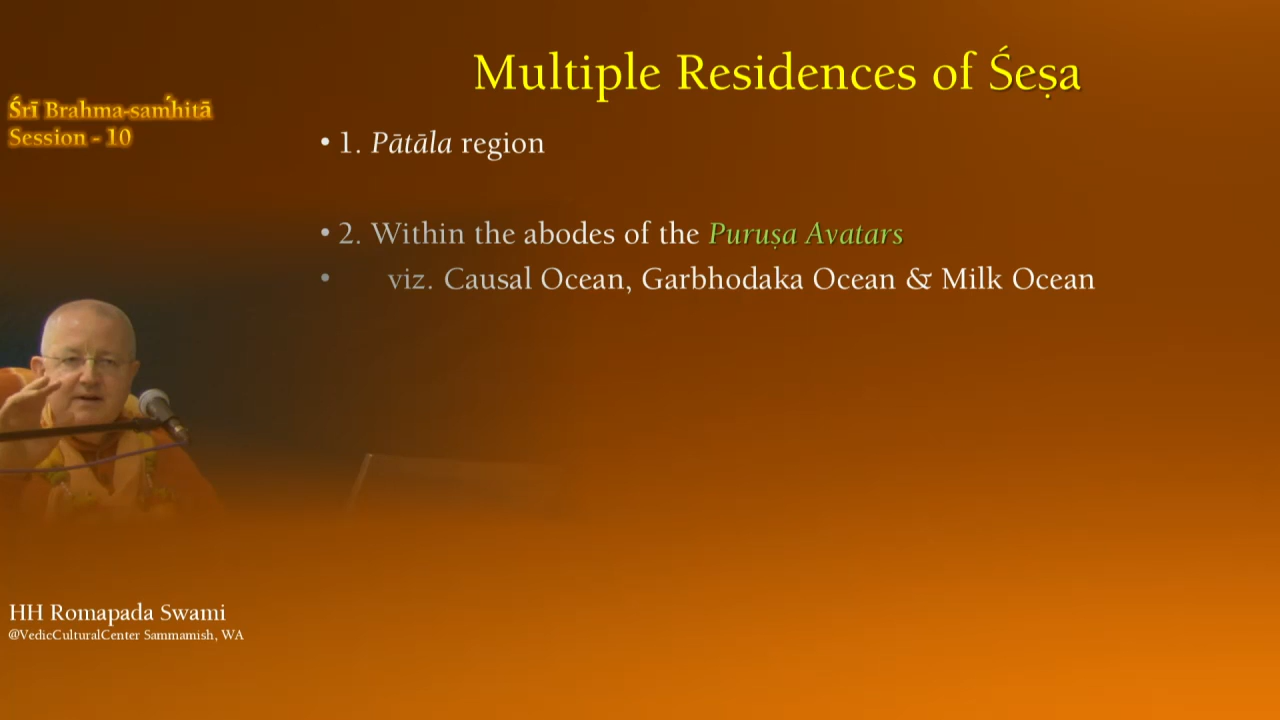 Multiple Residences of Śeṣa
Śrī Brahma-saṁhitā
Session - 10
• 1. Pātāla region
• 2. Within the abodes of the Puruṣa Avatars
• viz. Causal Ocean, Garbhodaka Ocean & Milk Ocean
HH Romapada Swami
@VedicCulturalCenter Sammamish, WA